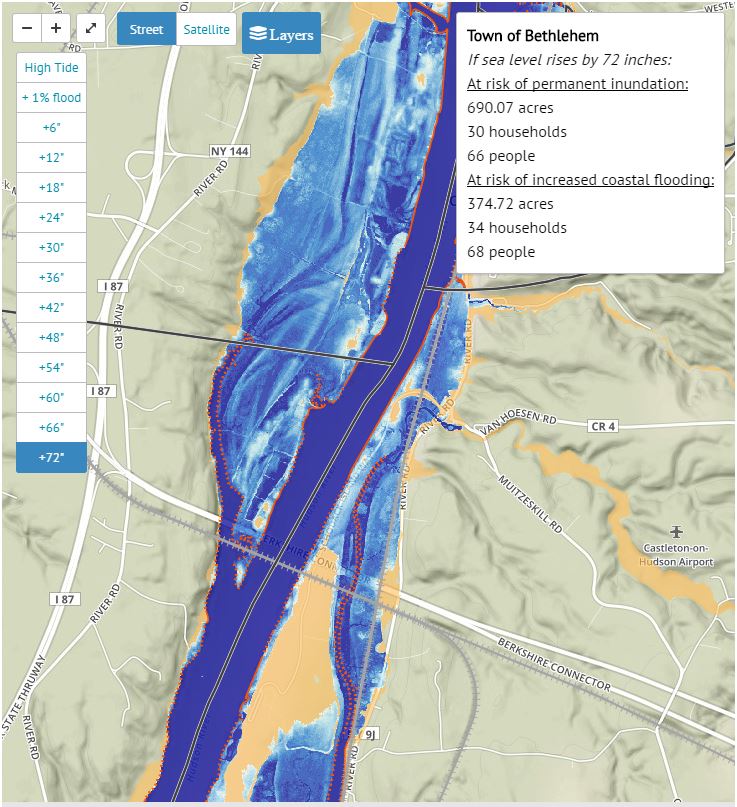 Street
Satellite
Layers
High Tide
+ 1% flood
+6"
+12"
+18"
+24"
+30"
+36"
+42"
+48"
+54"
+60"
+66"
+72"
Town of Bethlehem
If sea level rises by 72 inches:
At risk of permanent inundation:
690.07 acres
30 households
66 people
At risk of increased coastal flooding:
374.72 acres
34 households
68 people
NY 144
RIVER RD
I 87
RIVER RD
I 87
RIVER RD
RIVER RD
VAN HOESEN RD
CR 4
RIVER RD
MUITZESKILL RD
Castleton-on-
Hudson Airport
I 87
RIVER RD
BERKSHIRE CONNECTOR
STATE THRUWAY
RIVER RD
9J
RIVER RD